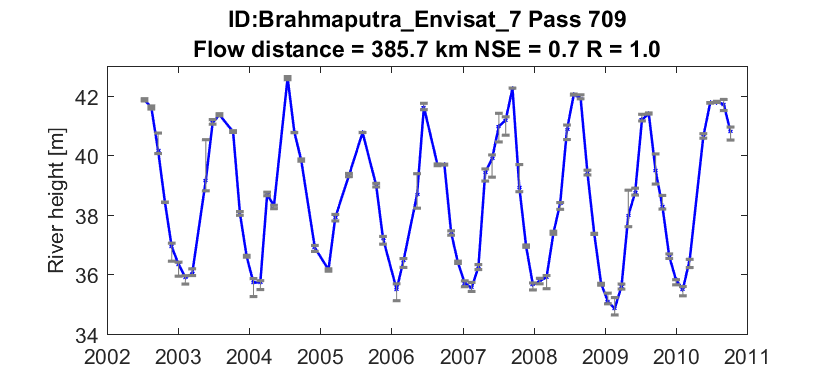 ID:Brahmaputra_Envisat_7 Pass 709
Flow distance = 385.7 km NSE = 0.7 R = 1.0
River height [m]
42
40
38
36
34
2002 2003 2004 2005 2006 2007 2008 2009 2010 2011